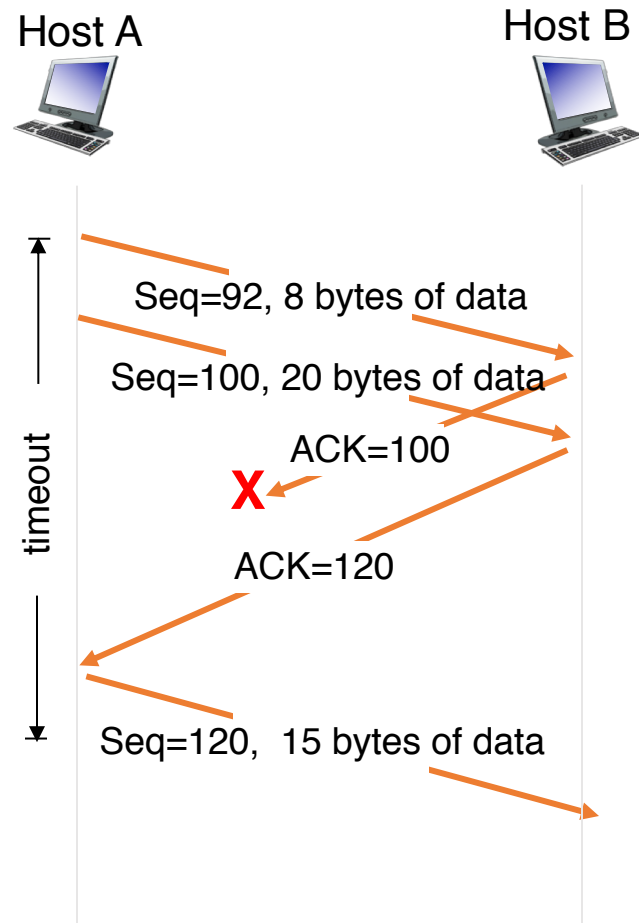 Host A
Host B
Seq=92, 8 bytes of data
Seq=100, 20 bytes of data
ACK=100
X
timeout
ACK=120
Seq=120,  15 bytes of data